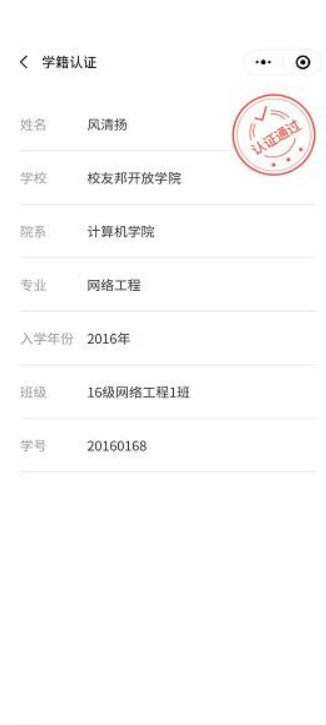 学籍认证
姓名 风清扬
认证通过
学校 校友邦开放学院
院系 计算机学院
专业 网络工程
入学年份 2016年
班级 16级网络工程1班
学号 20160168